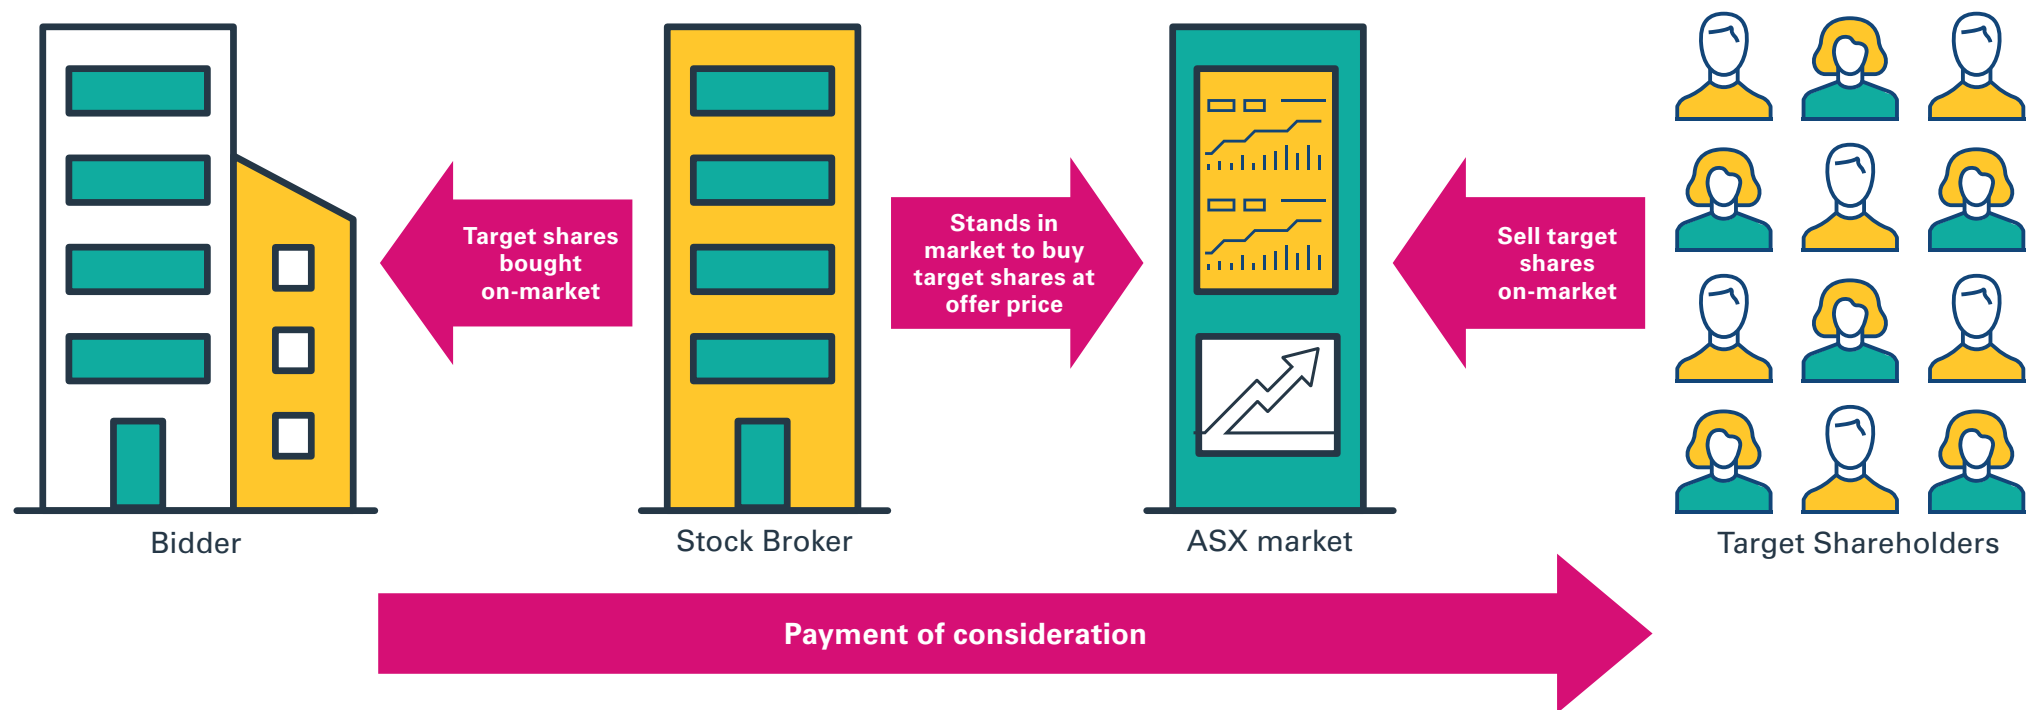 Target shares
bought
on-market
Stands in
market to buy
target shares at
offer price
Sell target
shares
on-market
Bidder
Stock Broker
ASX market
Target Shareholders
Payment of consideration